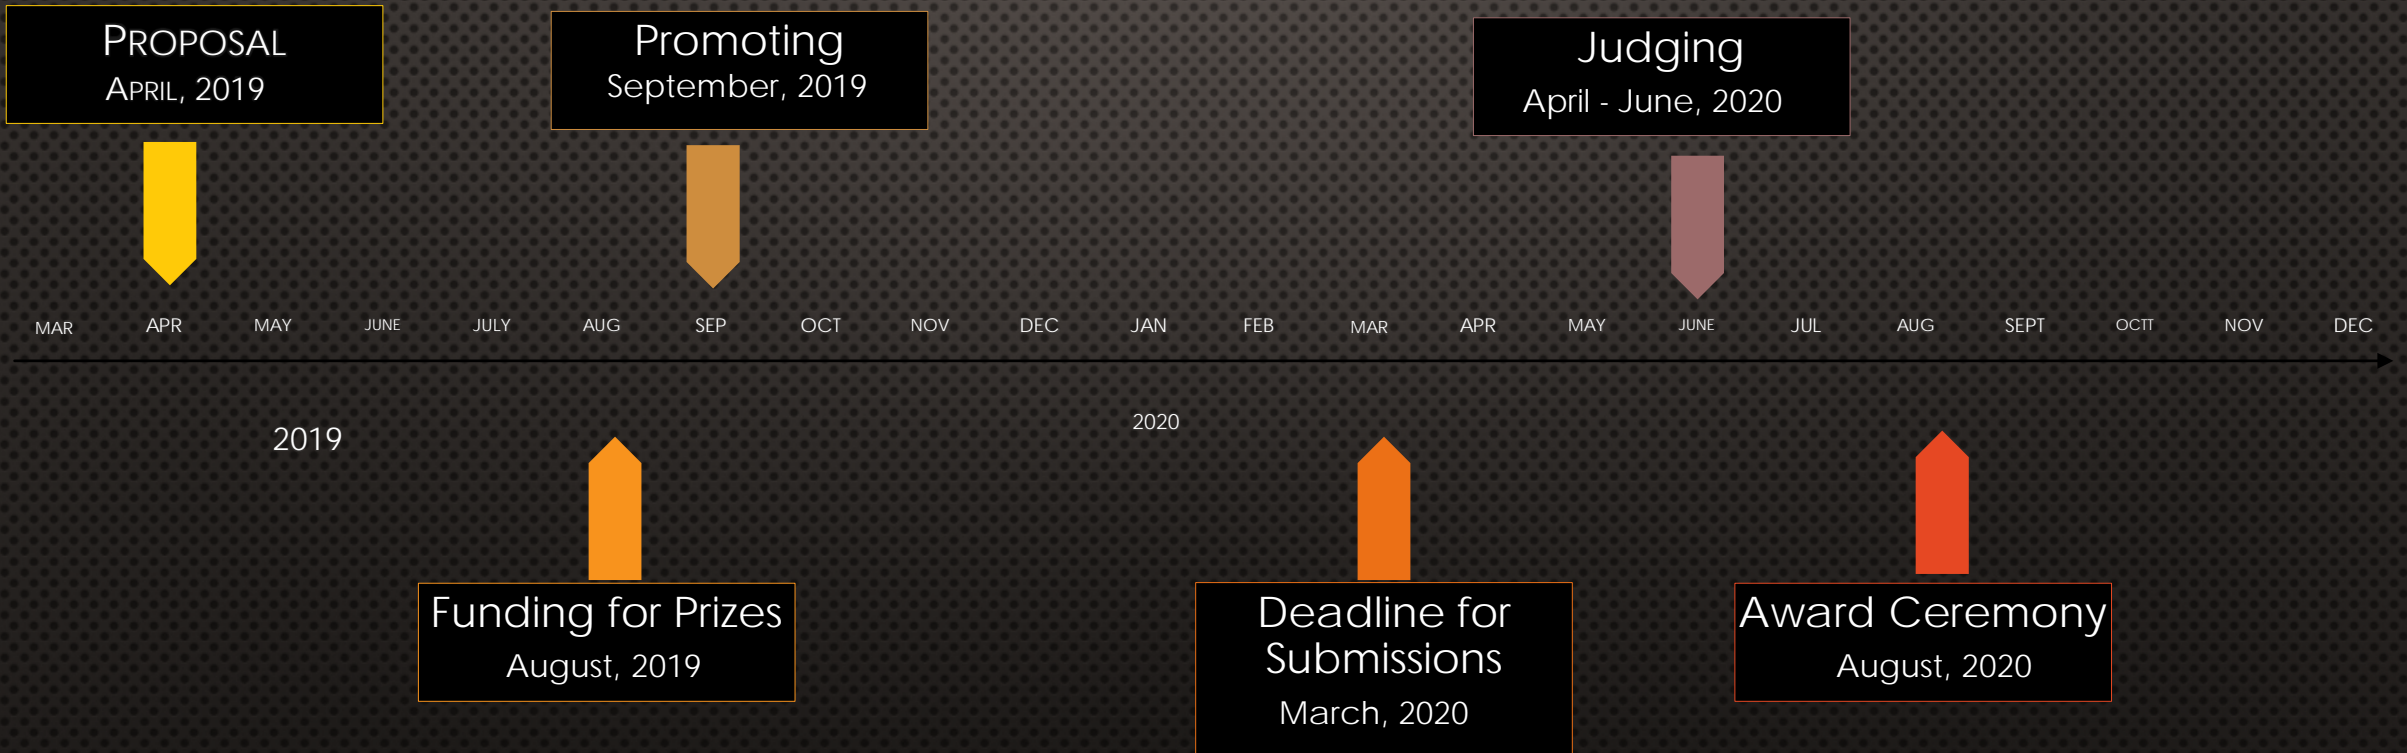 PROPOSAL
APRIL, 2019
Promoting
September, 2019
Judging
April - June, 2020
MAR APR MAY JUNE JULY AUG SEP OCT NOV DEC JAN FEB MAR APR MAY JUNE JUL AUG SEPT OCTT NOV DEC
2019
2020
Funding for Prizes
August, 2019
Deadline for
Submissions
March, 2020
Award Ceremony
August, 2020